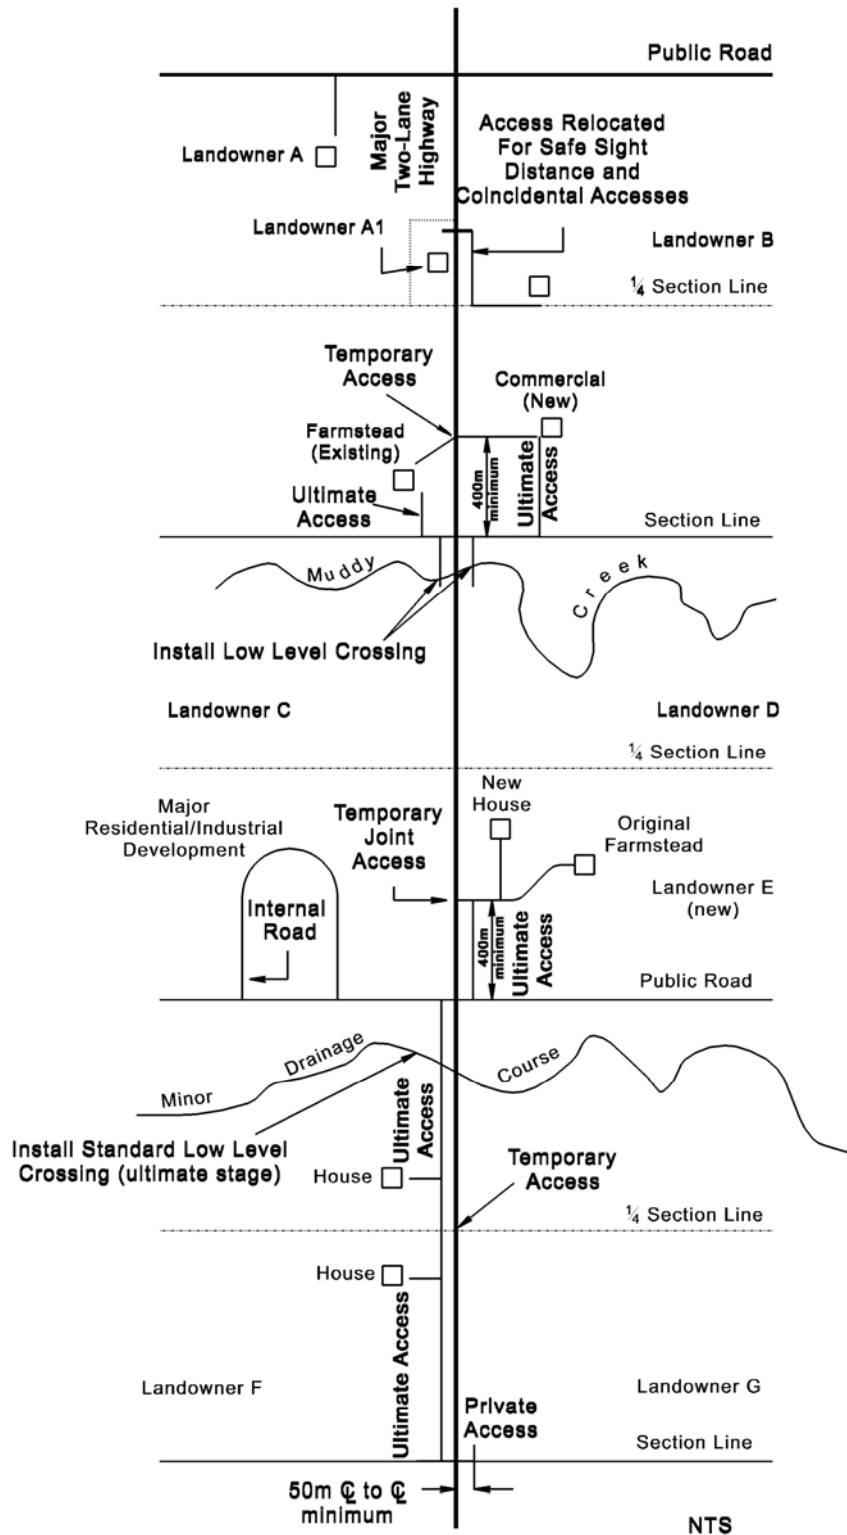 Public Road
Major
Two-Lane
Highway
Access Relocated
For Safe Sight
Distance and
Coincidental Accesses
Landowner A
Landowner A1
Landowner B
¼ Section Line
Temporary
Access
Commercial
(New)
Farmstead
(Existing)
400m
minimum
Ultimate
Access
Ultimate
Access
Section Line
Muddy
Creek
Install Low Level Crossing
Landowner C
Landowner D
¼ Section Line
Major
Residential/Industrial
Development
Temporary
Joint
Access
New
House
Original
Farmstead
Internal
Road
Landowner E
(new)
400m
minimum
Ultimate
Access
Public Road
Minor
Drainage
Course
Ultimate
Access
Install Standard Low Level
Crossing (ultimate stage)
House
Temporary
Access
¼ Section Line
House
Ultimate Access
Landowner F
Landowner G
Private
Access
Section Line
50m ℄ to ℄
minimum
NTS